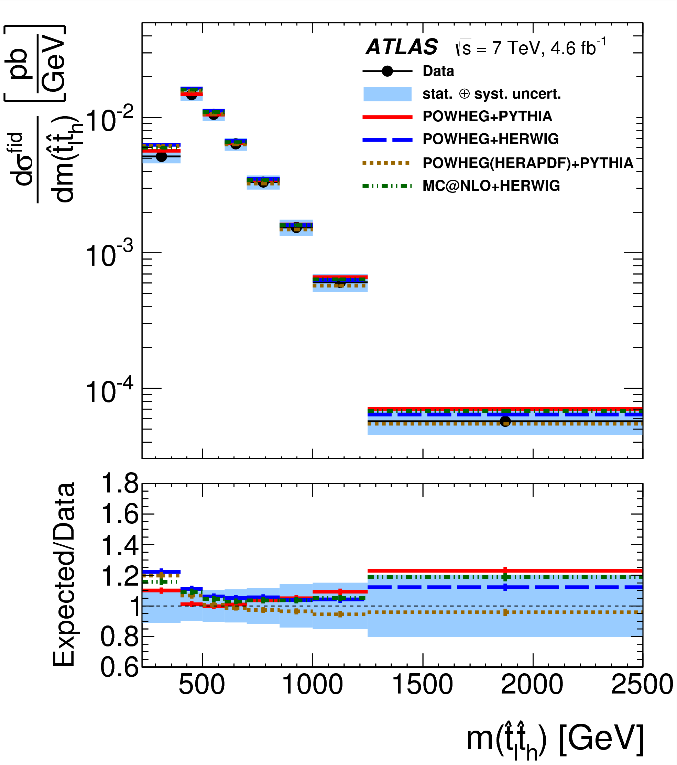 ATLAS √s = 7 TeV, 4.6 fb⁻¹
Data
stat. ⊕ syst. uncert.
POWHEG+PYTHIA
POWHEG+HERWIG
POWHEG(HERAPDF)+PYTHIA
MC@NLO+HERWIG
dσ^fid / dm(t̂_l t̂_h) [pb / GeV]
10⁻²
10⁻³
10⁻⁴
Expected/Data
1.8
1.6
1.4
1.2
1
0.8
0.6
500 1000 1500 2000 2500
m(t̂_l t̂_h) [GeV]